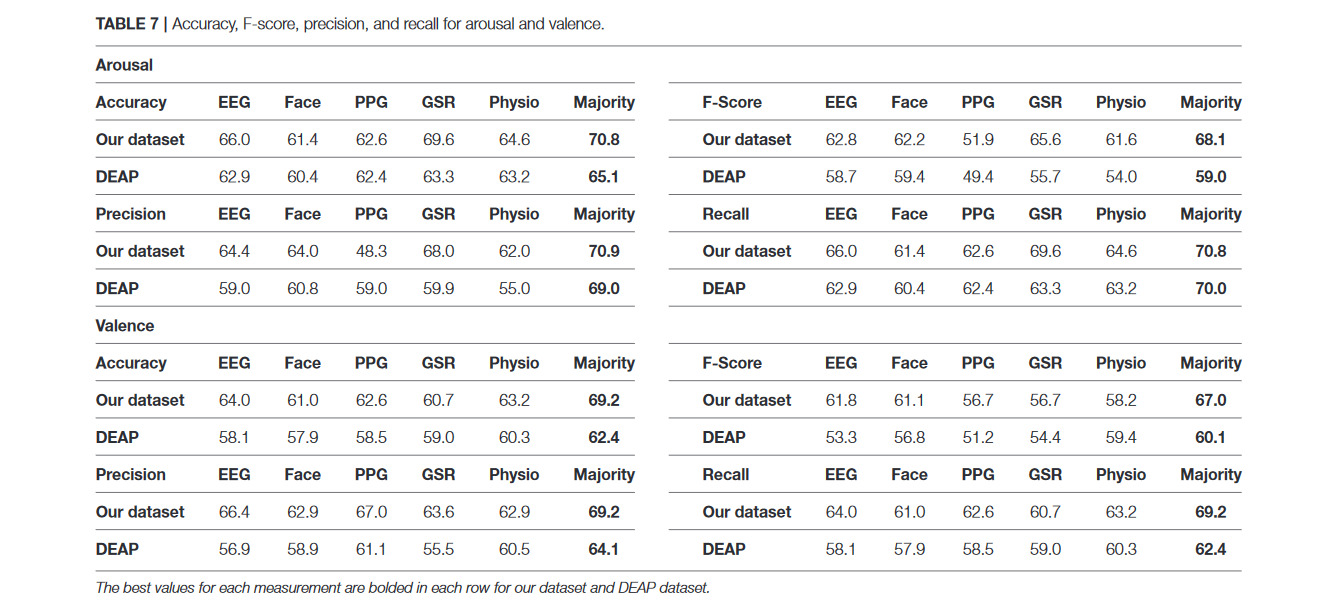 TABLE 7 | Accuracy, F-score, precision, and recall for arousal and valence.
Arousal
Accuracy EEG Face PPG GSR Physio Majority F-Score EEG Face PPG GSR Physio Majority
Our dataset 66.0 61.4 62.6 69.6 64.6 70.8 Our dataset 62.8 62.2 51.9 65.6 61.6 68.1
DEAP 62.9 60.4 62.4 63.3 63.2 65.1 DEAP 58.7 59.4 49.4 55.7 54.0 59.0
Precision EEG Face PPG GSR Physio Majority Recall EEG Face PPG GSR Physio Majority
Our dataset 64.4 64.0 48.3 68.0 62.0 70.9 Our dataset 66.0 61.4 62.6 69.6 64.6 70.8
DEAP 59.0 60.8 59.0 59.9 55.0 69.0 DEAP 62.9 60.4 62.4 63.3 63.2 70.0
Valence
Accuracy EEG Face PPG GSR Physio Majority F-Score EEG Face PPG GSR Physio Majority
Our dataset 64.0 61.0 62.6 60.7 63.2 69.2 Our dataset 61.8 61.1 56.7 56.7 58.2 67.0
DEAP 58.1 57.9 58.5 59.0 60.3 62.4 DEAP 53.3 56.8 51.2 54.4 59.4 60.1
Precision EEG Face PPG GSR Physio Majority Recall EEG Face PPG GSR Physio Majority
Our dataset 66.4 62.9 67.0 63.6 62.9 69.2 Our dataset 64.0 61.0 62.6 60.7 63.2 69.2
DEAP 56.9 58.9 61.1 55.5 60.5 64.1 DEAP 58.1 57.9 58.5 59.0 60.3 62.4
The best values for each measurement are bolded in each row for our dataset and DEAP dataset.